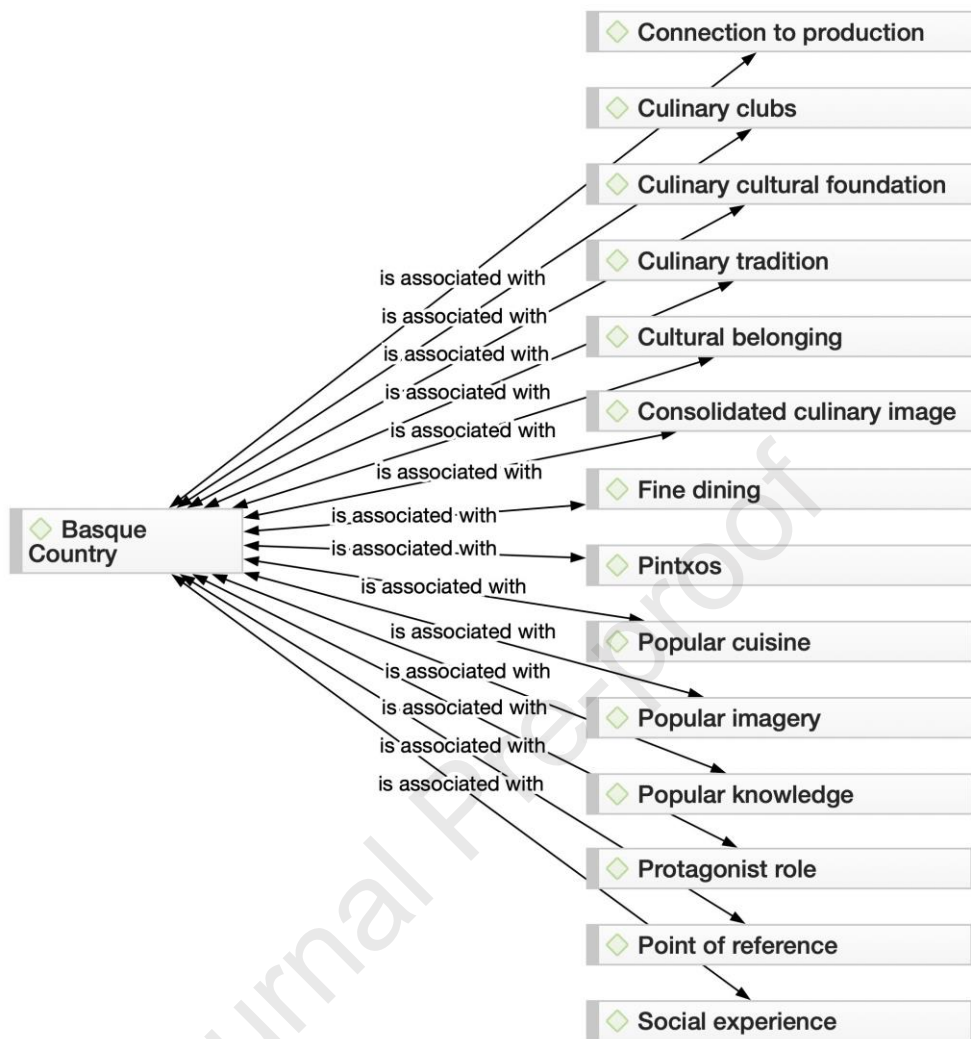 Connection to production
Culinary clubs
Culinary cultural foundation
Culinary tradition
Cultural belonging
Consolidated culinary image
Fine dining
Pintxos
Popular cuisine
Popular imagery
Popular knowledge
Protagonist role
Point of reference
Social experience
is associated with
is associated with
is associated with
is associated with
is associated with
is associated with
is associated with
is associated with
is associated with
is associated with
is associated with
is associated with
is associated with
is associated with
Basque
Country
urnal Pre-proof